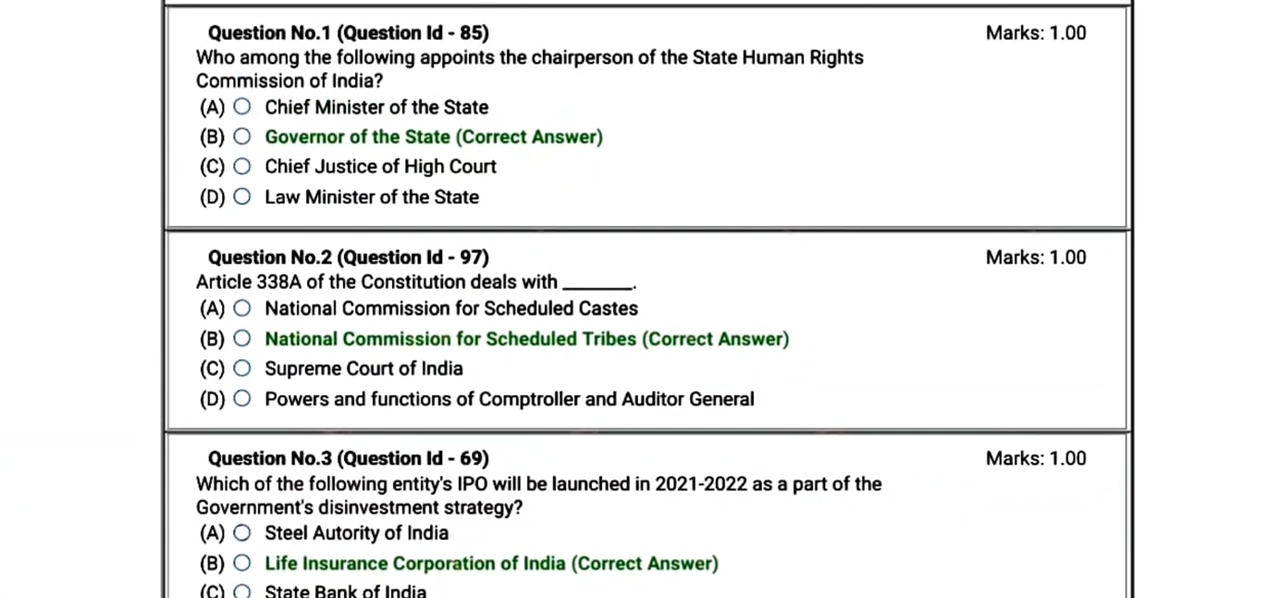 Question No.1 (Question Id - 85) Marks: 1.00
Who among the following appoints the chairperson of the State Human Rights
Commission of India?
(A) Chief Minister of the State
(B) Governor of the State (Correct Answer)
(C) Chief Justice of High Court
(D) Law Minister of the State
Question No.2 (Question Id - 97) Marks: 1.00
Article 338A of the Constitution deals with _______.
(A) National Commission for Scheduled Castes
(B) National Commission for Scheduled Tribes (Correct Answer)
(C) Supreme Court of India
(D) Powers and functions of Comptroller and Auditor General
Question No.3 (Question Id - 69) Marks: 1.00
Which of the following entity's IPO will be launched in 2021-2022 as a part of the
Government's disinvestment strategy?
(A) Steel Autority of India
(B) Life Insurance Corporation of India (Correct Answer)
(C) State Bank of India